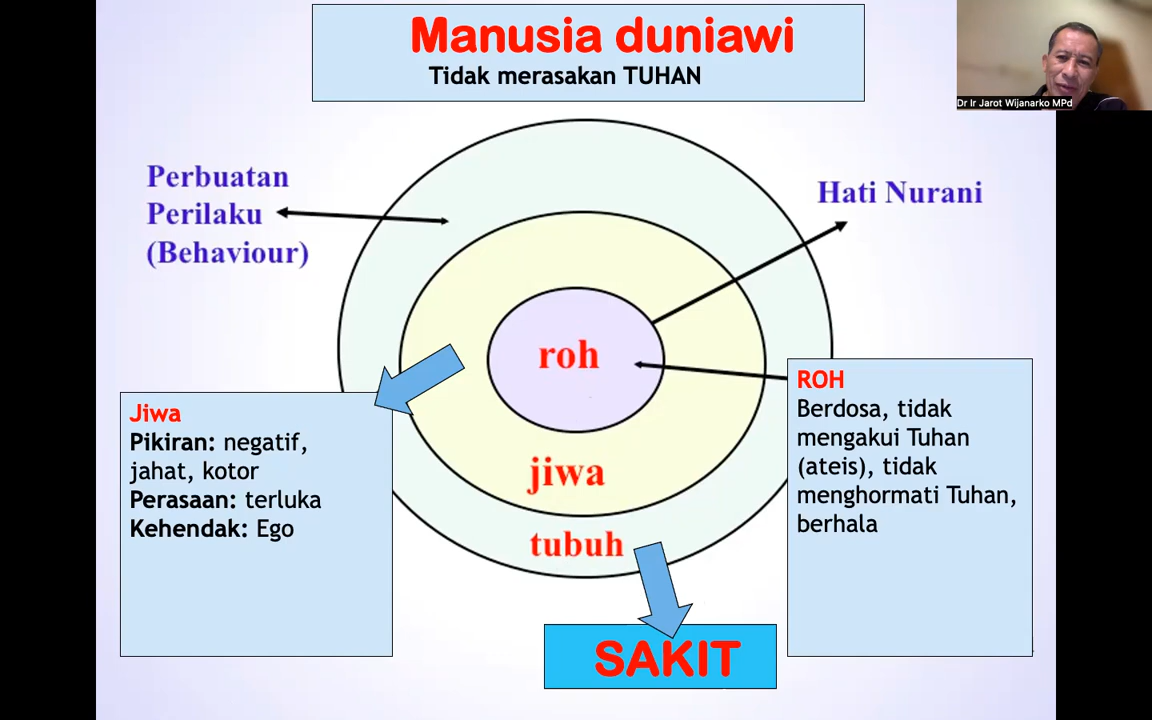 Manusia duniawi
Tidak merasakan TUHAN
Dr Ir Jarot Wijanarko MPd
Perbuatan
Perilaku
(Behaviour)
Hati Nurani
roh
jiwa
tubuh
Jiwa
Pikiran: negatif,
jahat, kotor
Perasaan: terluka
Kehendak: Ego
ROH
Berdosa, tidak
mengakui Tuhan
(ateis), tidak
menghormati Tuhan,
berhala
SAKIT